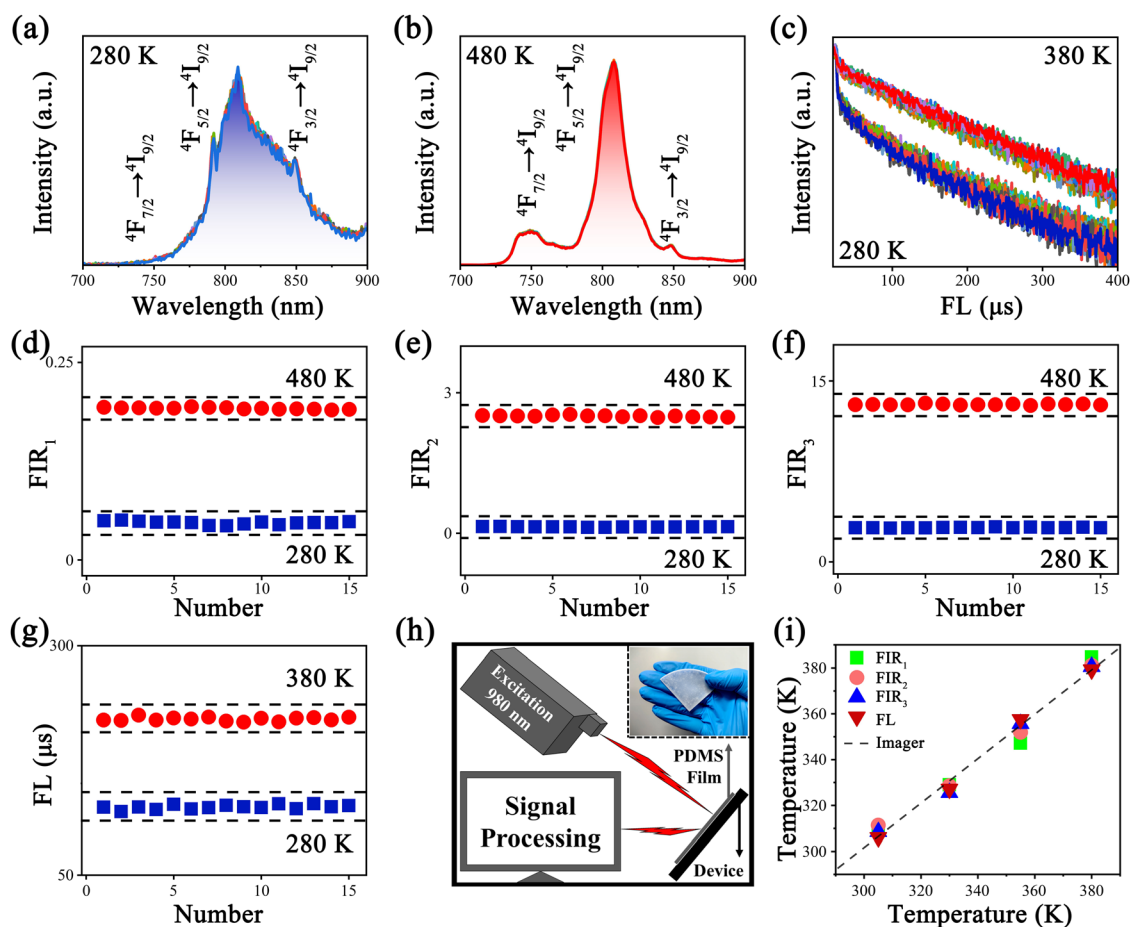 (a)
280 K
⁴F₇/₂→⁴I₉/₂
⁴F₅/₂→⁴I₉/₂
⁴F₃/₂→⁴I₉/₂
Intensity (a.u.)
700 750 800 850 900
Wavelength (nm)
(b)
480 K
⁴F₇/₂→⁴I₉/₂
⁴F₅/₂→⁴I₉/₂
⁴F₃/₂→⁴I₉/₂
Intensity (a.u.)
700 750 800 850 900
Wavelength (nm)
(c)
380 K
280 K
Intensity (a.u.)
100 200 300 400
FL (μs)
(d)
0.25
480 K
FIR₁
0
280 K
0 5 10 15
Number
(e)
3
480 K
FIR₂
0
280 K
0 5 10 15
Number
(f)
15
480 K
FIR₃
0
280 K
0 5 10 15
Number
(g)
300
380 K
FL (μs)
280 K
50
0 5 10 15
Number
(h)
Excitation
980 nm
PDMS
Film
Signal
Processing
Device
(i)
FIR₁
FIR₂
FIR₃
FL
Imager
Temperature (K)
380
360
340
320
300
300 320 340 360 380
Temperature (K)